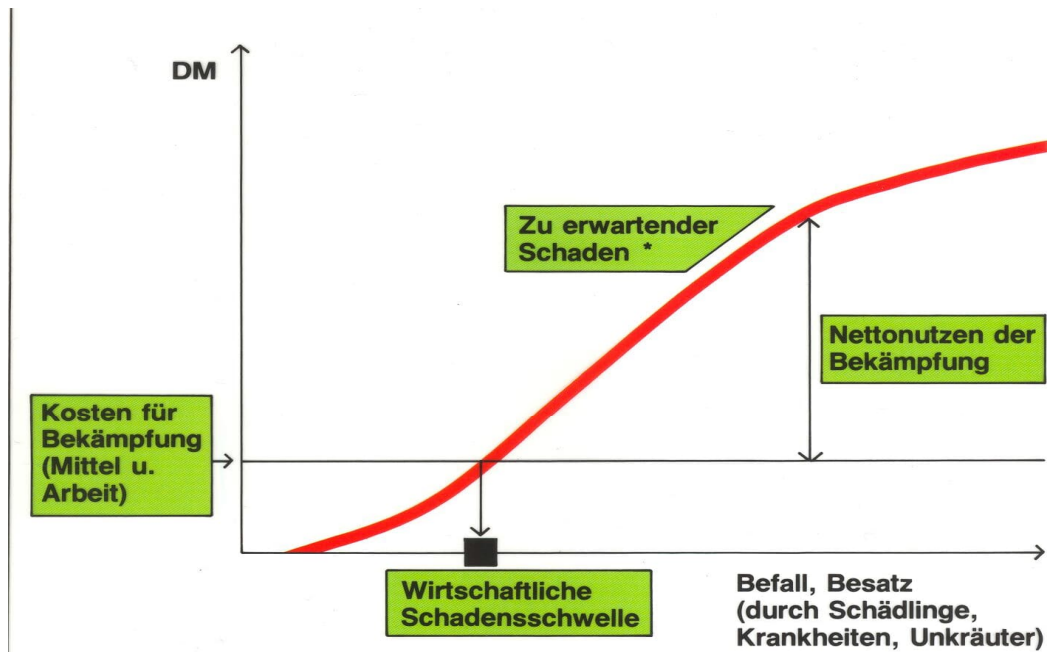 DM
Zu erwartender
Schaden *
Nettonutzen der
Bekämpfung
Kosten für
Bekämpfung
(Mittel u.
Arbeit)
Wirtschaftliche
Schadensschwelle
Befall, Besatz
(durch Schädlinge,
Krankheiten, Unkräuter)